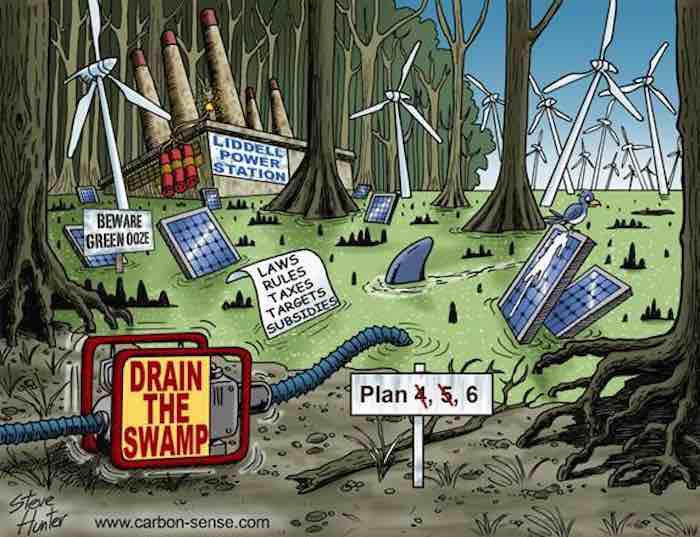 LIDDELL
POWER
STATION
BEWARE
GREEN OOZE
LAWS
RULES
TAXES
TARGETS
SUBSIDIES
DRAIN
THE
SWAMP
Plan 4, 5, 6
Steve
Hunter
www.carbon-sense.com